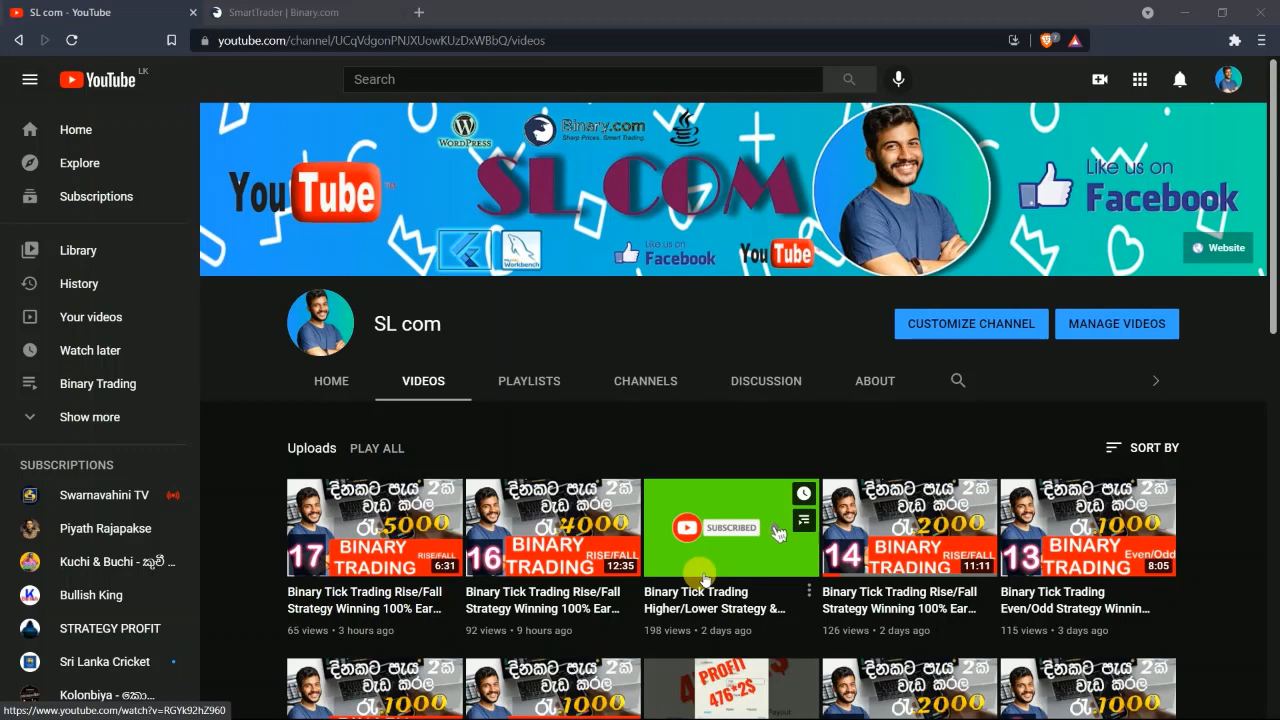 SL com - YouTube
SmartTrader | Binary.com
youtube.com/channel/UCqVdgonPNJXUowKUzDxWBbQ/videos
7
YouTube LK
Search
Home
Explore
Subscriptions
Library
History
Your videos
Watch later
Binary Trading
Show more
SUBSCRIPTIONS
Swarnavahini TV
Piyath Rajapakse
Kuchi & Buchi - කුචී ...
Bullish King
STRATEGY PROFIT
Sri Lanka Cricket
Kolonbiya - කො...
WORDPRESS
Binary.com
Sharp Prices. Smart Trading.
YouTube
SL COM
Like us on
Facebook
Workbench
Like us on
Facebook
YouTube
Website
SL com
CUSTOMIZE CHANNEL
MANAGE VIDEOS
HOME
VIDEOS
PLAYLISTS
CHANNELS
DISCUSSION
ABOUT
Uploads
PLAY ALL
SORT BY
දිනකට පැය 2ක්
වැඩ කරල
රු.5000
17
BINARY RISE/FALL
TRADING
6:31
Binary Tick Trading Rise/Fall
Strategy Winning 100% Ear...
65 views • 3 hours ago
දිනකට පැය 2ක්
වැඩ කරල
රු.4000
16
BINARY RISE/FALL
TRADING
12:35
Binary Tick Trading Rise/Fall
Strategy Winning 100% Ear...
92 views • 9 hours ago
SUBSCRIBED
Binary Tick Trading
Higher/Lower Strategy &...
198 views • 2 days ago
දිනකට පැය 2ක්
වැඩ කරල
රු.2000
14
BINARY RISE/FALL
TRADING
11:11
Binary Tick Trading Rise/Fall
Strategy Winning 100% Ear...
126 views • 2 days ago
දිනකට පැය 2ක්
වැඩ කරල
රු.1000
13
BINARY Even/Odd
TRADING
8:05
Binary Tick Trading
Even/Odd Strategy Winnin...
115 views • 3 days ago
දිනකට පැය 2ක්
වැඩ කරල
දිනකට පැය 2ක්
වැඩ කරල
PROFIT
476*2$
Payout
දිනකට පැය 2ක්
වැඩ කරල
දිනකට පැය 2ක්
වැඩ කරල
https://www.youtube.com/watch?v=RGYk92hZ960